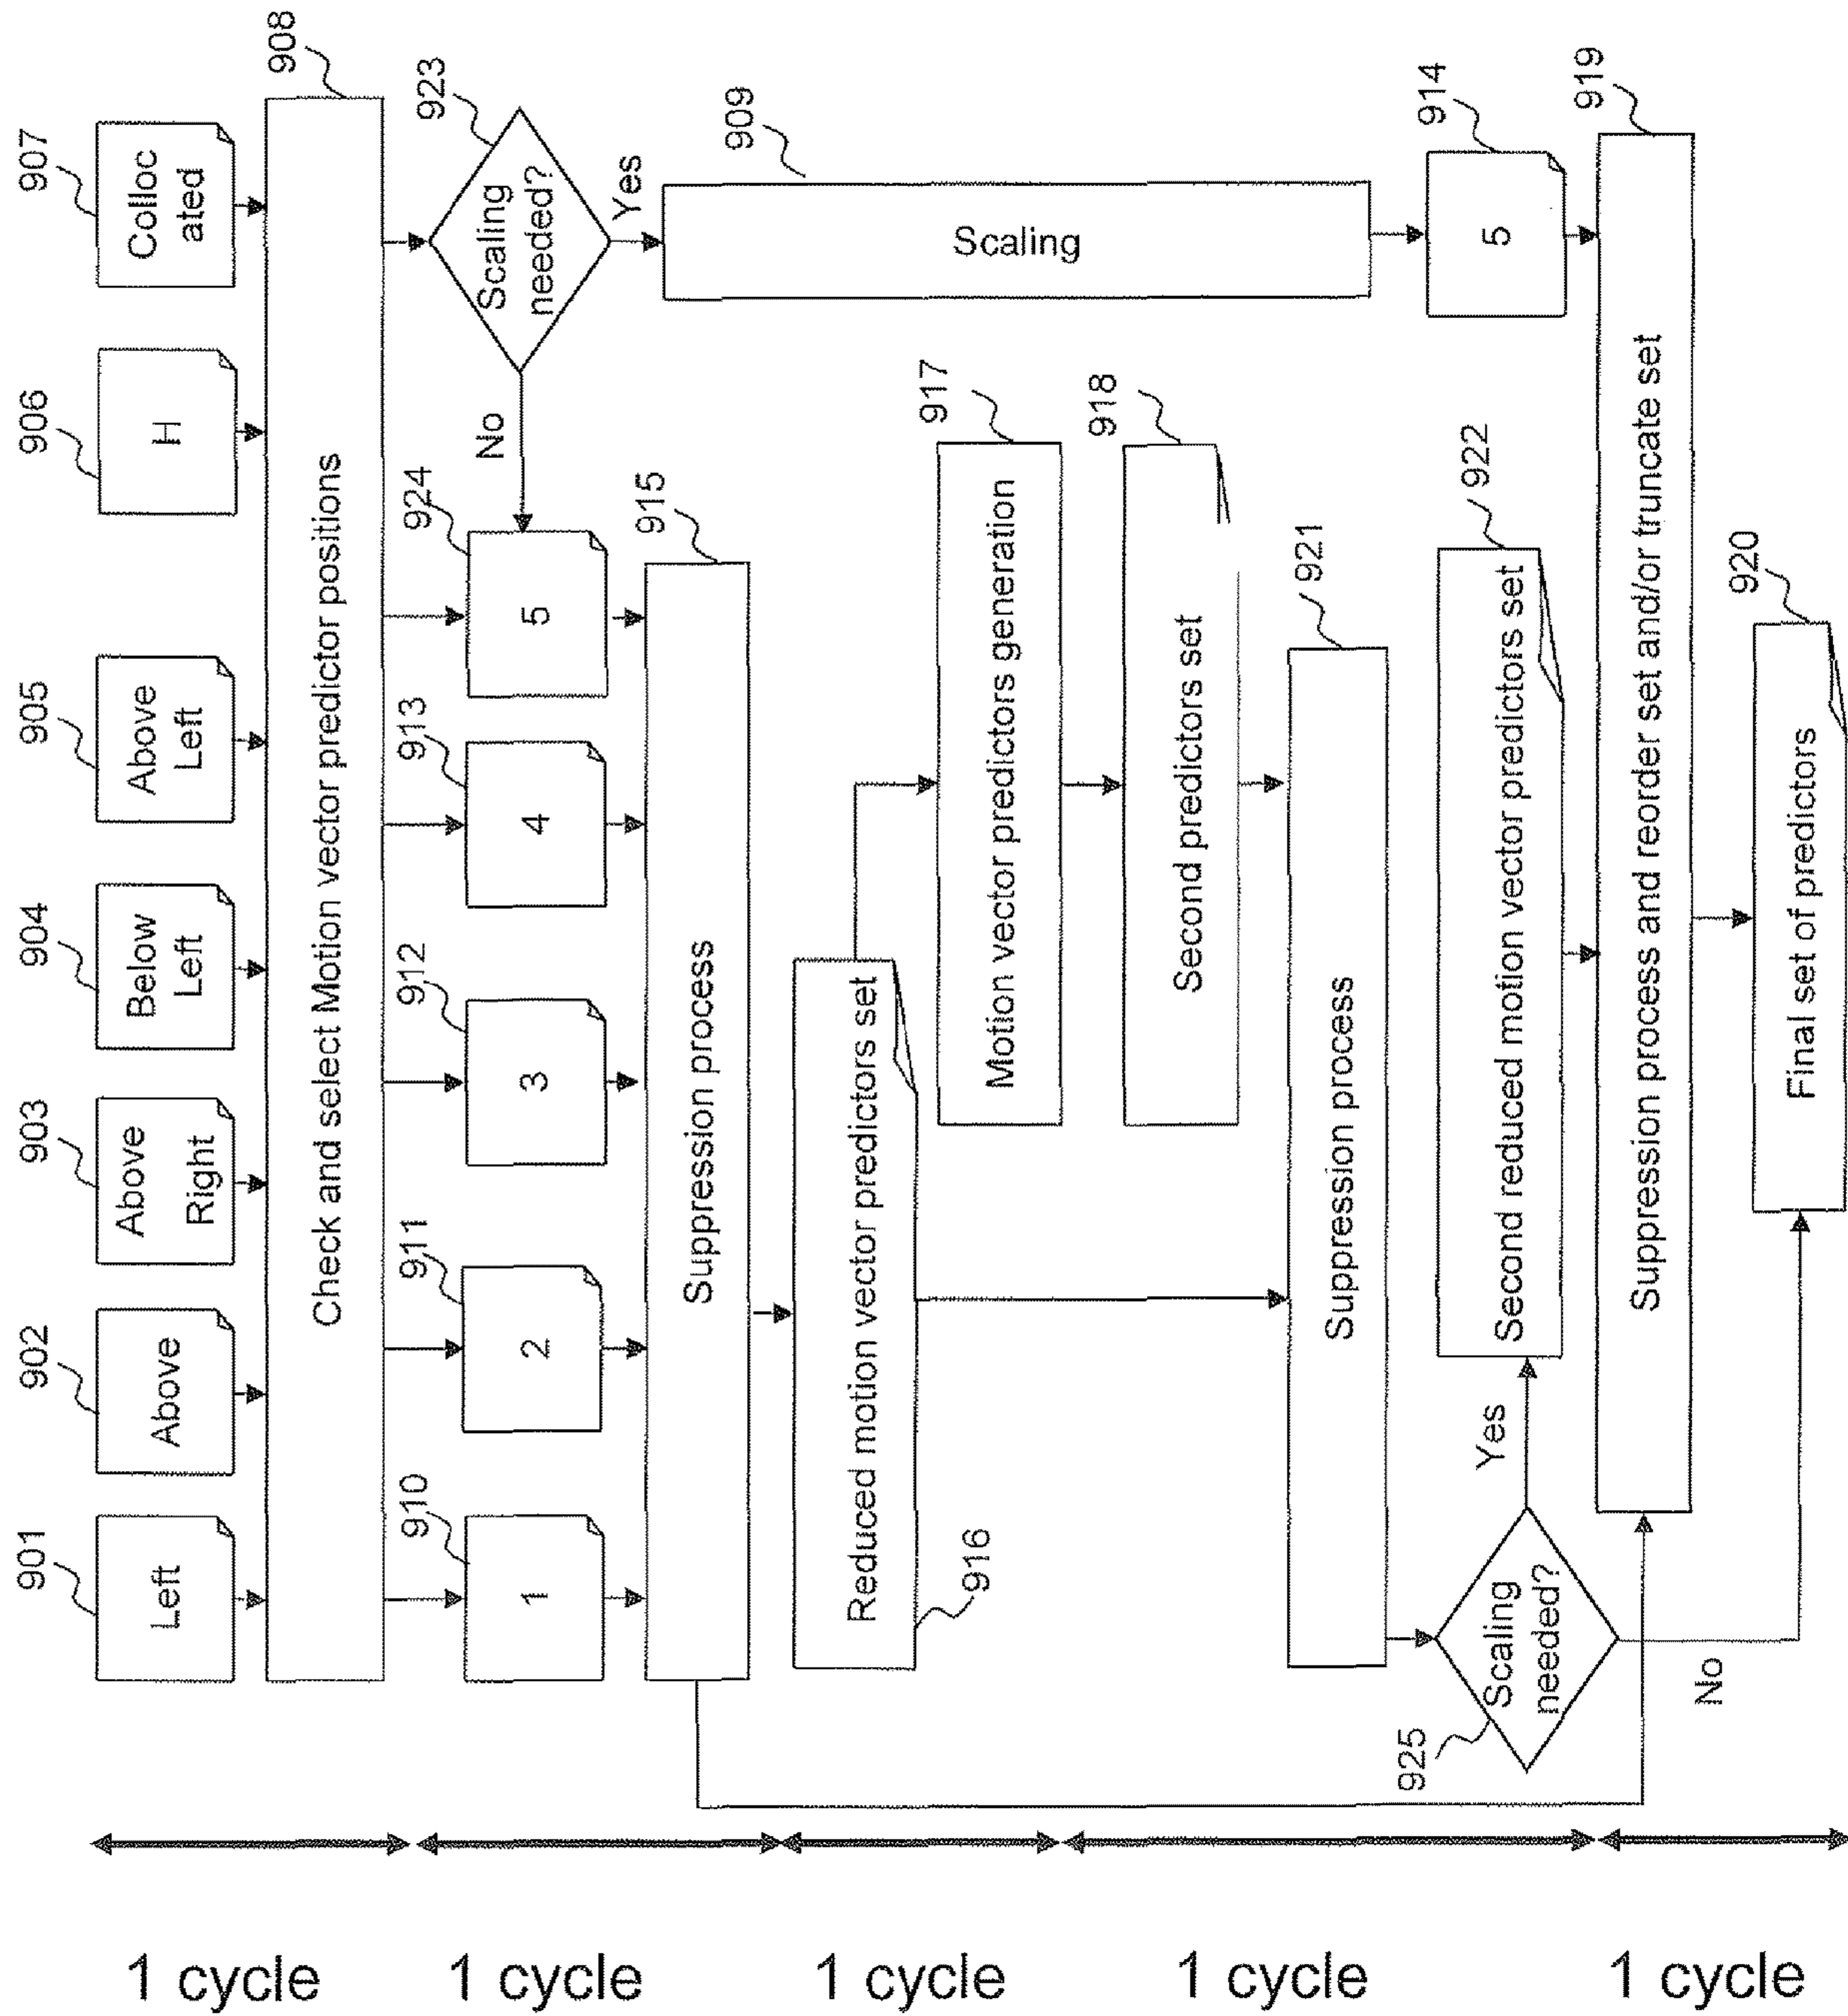 901
902
903
904
905
906
907
Left
Above
Above
Right
Below
Left
Above
Left
H
Colloc
ated
908
Check and select Motion vector predictor positions
910
911
912
913
924
923
1
2
3
4
5
No
Scaling
needed?
Yes
915
Suppression process
909
Scaling
Reduced motion vector predictors set
916
917
Motion vector predictors generation
918
Second predictors set
921
Suppression process
925
Scaling
needed?
Yes
No
922
Second reduced motion vector predictors set
914
5
919
Suppression process and reorder set and/or truncate set
920
Final set of predictors
1 cycle
1 cycle
1 cycle
1 cycle
1 cycle